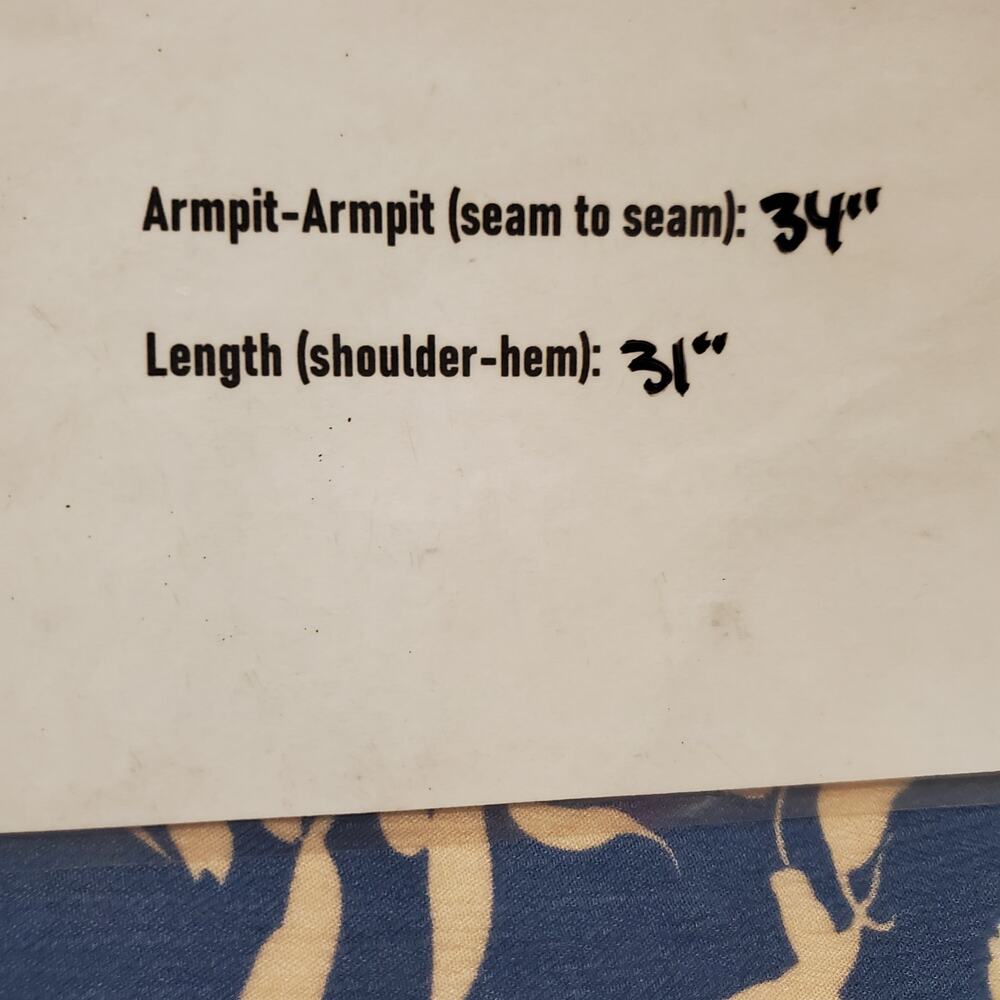 Armpit-Armpit (seam to seam): 34"
Length (shoulder-hem): 31"